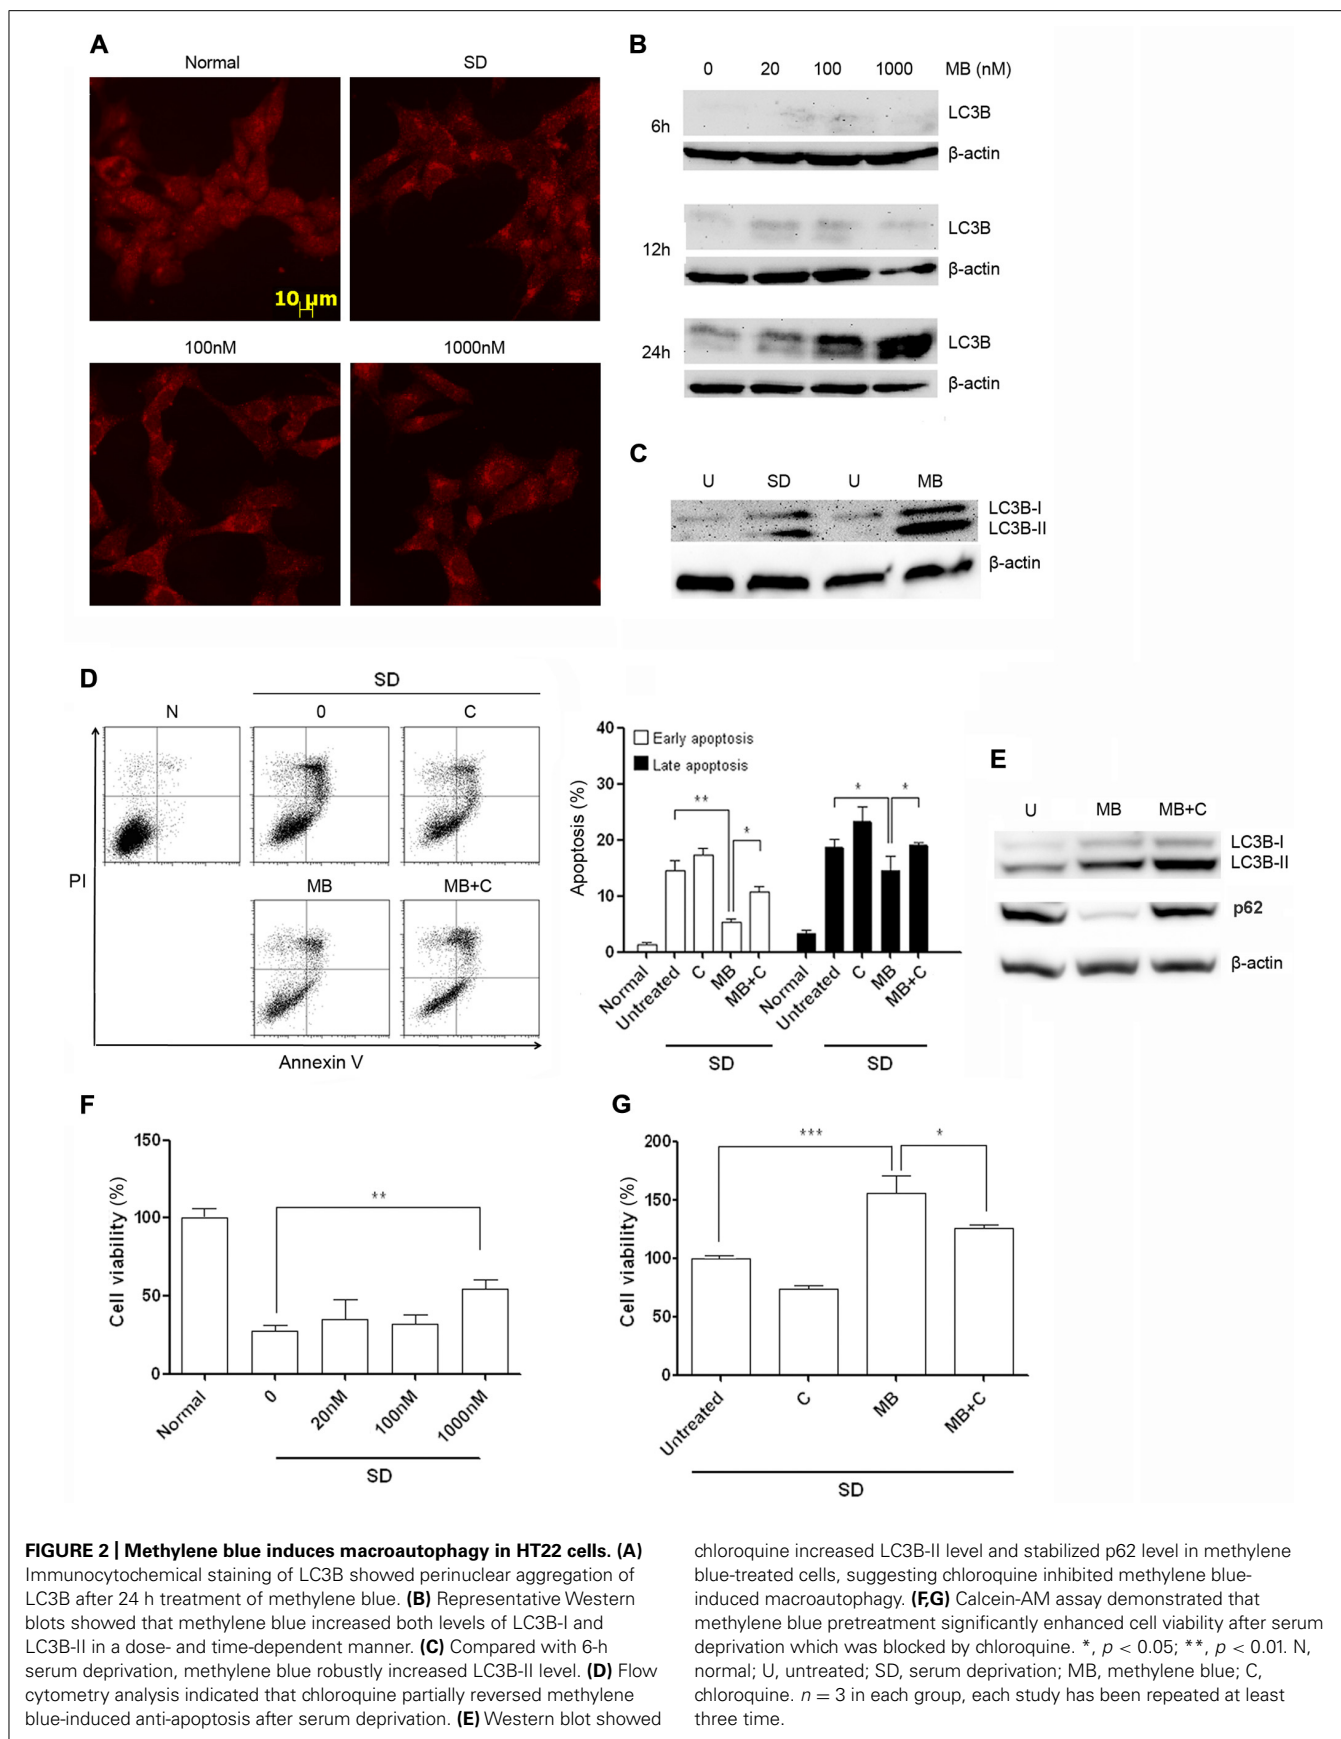 A
Normal
SD
10 µm
100nM
1000nM
B
0 20 100 1000 MB (nM)
6h
LC3B
β-actin
12h
LC3B
β-actin
24h
LC3B
β-actin
C
U SD U MB
LC3B-I
LC3B-II
β-actin
D
SD
N 0 C
MB MB+C
PI
Annexin V
Apoptosis (%)
40
30
20
10
0
Early apoptosis
Late apoptosis
** * * *
Normal Untreated C MB MB+C Normal Untreated C MB MB+C
SD SD
E
U MB MB+C
LC3B-I
LC3B-II
p62
β-actin
F
Cell viability (%)
150
100
50
0
**
Normal 0 20nM 100nM 1000nM
SD
G
Cell viability (%)
200
150
100
50
0
*** *
Untreated C MB MB+C
SD
FIGURE 2 | Methylene blue induces macroautophagy in HT22 cells. (A)
Immunocytochemical staining of LC3B showed perinuclear aggregation of
LC3B after 24 h treatment of methylene blue. (B) Representative Western
blots showed that methylene blue increased both levels of LC3B-I and
LC3B-II in a dose- and time-dependent manner. (C) Compared with 6-h
serum deprivation, methylene blue robustly increased LC3B-II level. (D) Flow
cytometry analysis indicated that chloroquine partially reversed methylene
blue-induced anti-apoptosis after serum deprivation. (E) Western blot showed
chloroquine increased LC3B-II level and stabilized p62 level in methylene
blue-treated cells, suggesting chloroquine inhibited methylene blue-
induced macroautophagy. (F,G) Calcein-AM assay demonstrated that
methylene blue pretreatment significantly enhanced cell viability after serum
deprivation which was blocked by chloroquine. *, p < 0.05; **, p < 0.01. N,
normal; U, untreated; SD, serum deprivation; MB, methylene blue; C,
chloroquine. n = 3 in each group, each study has been repeated at least
three time.